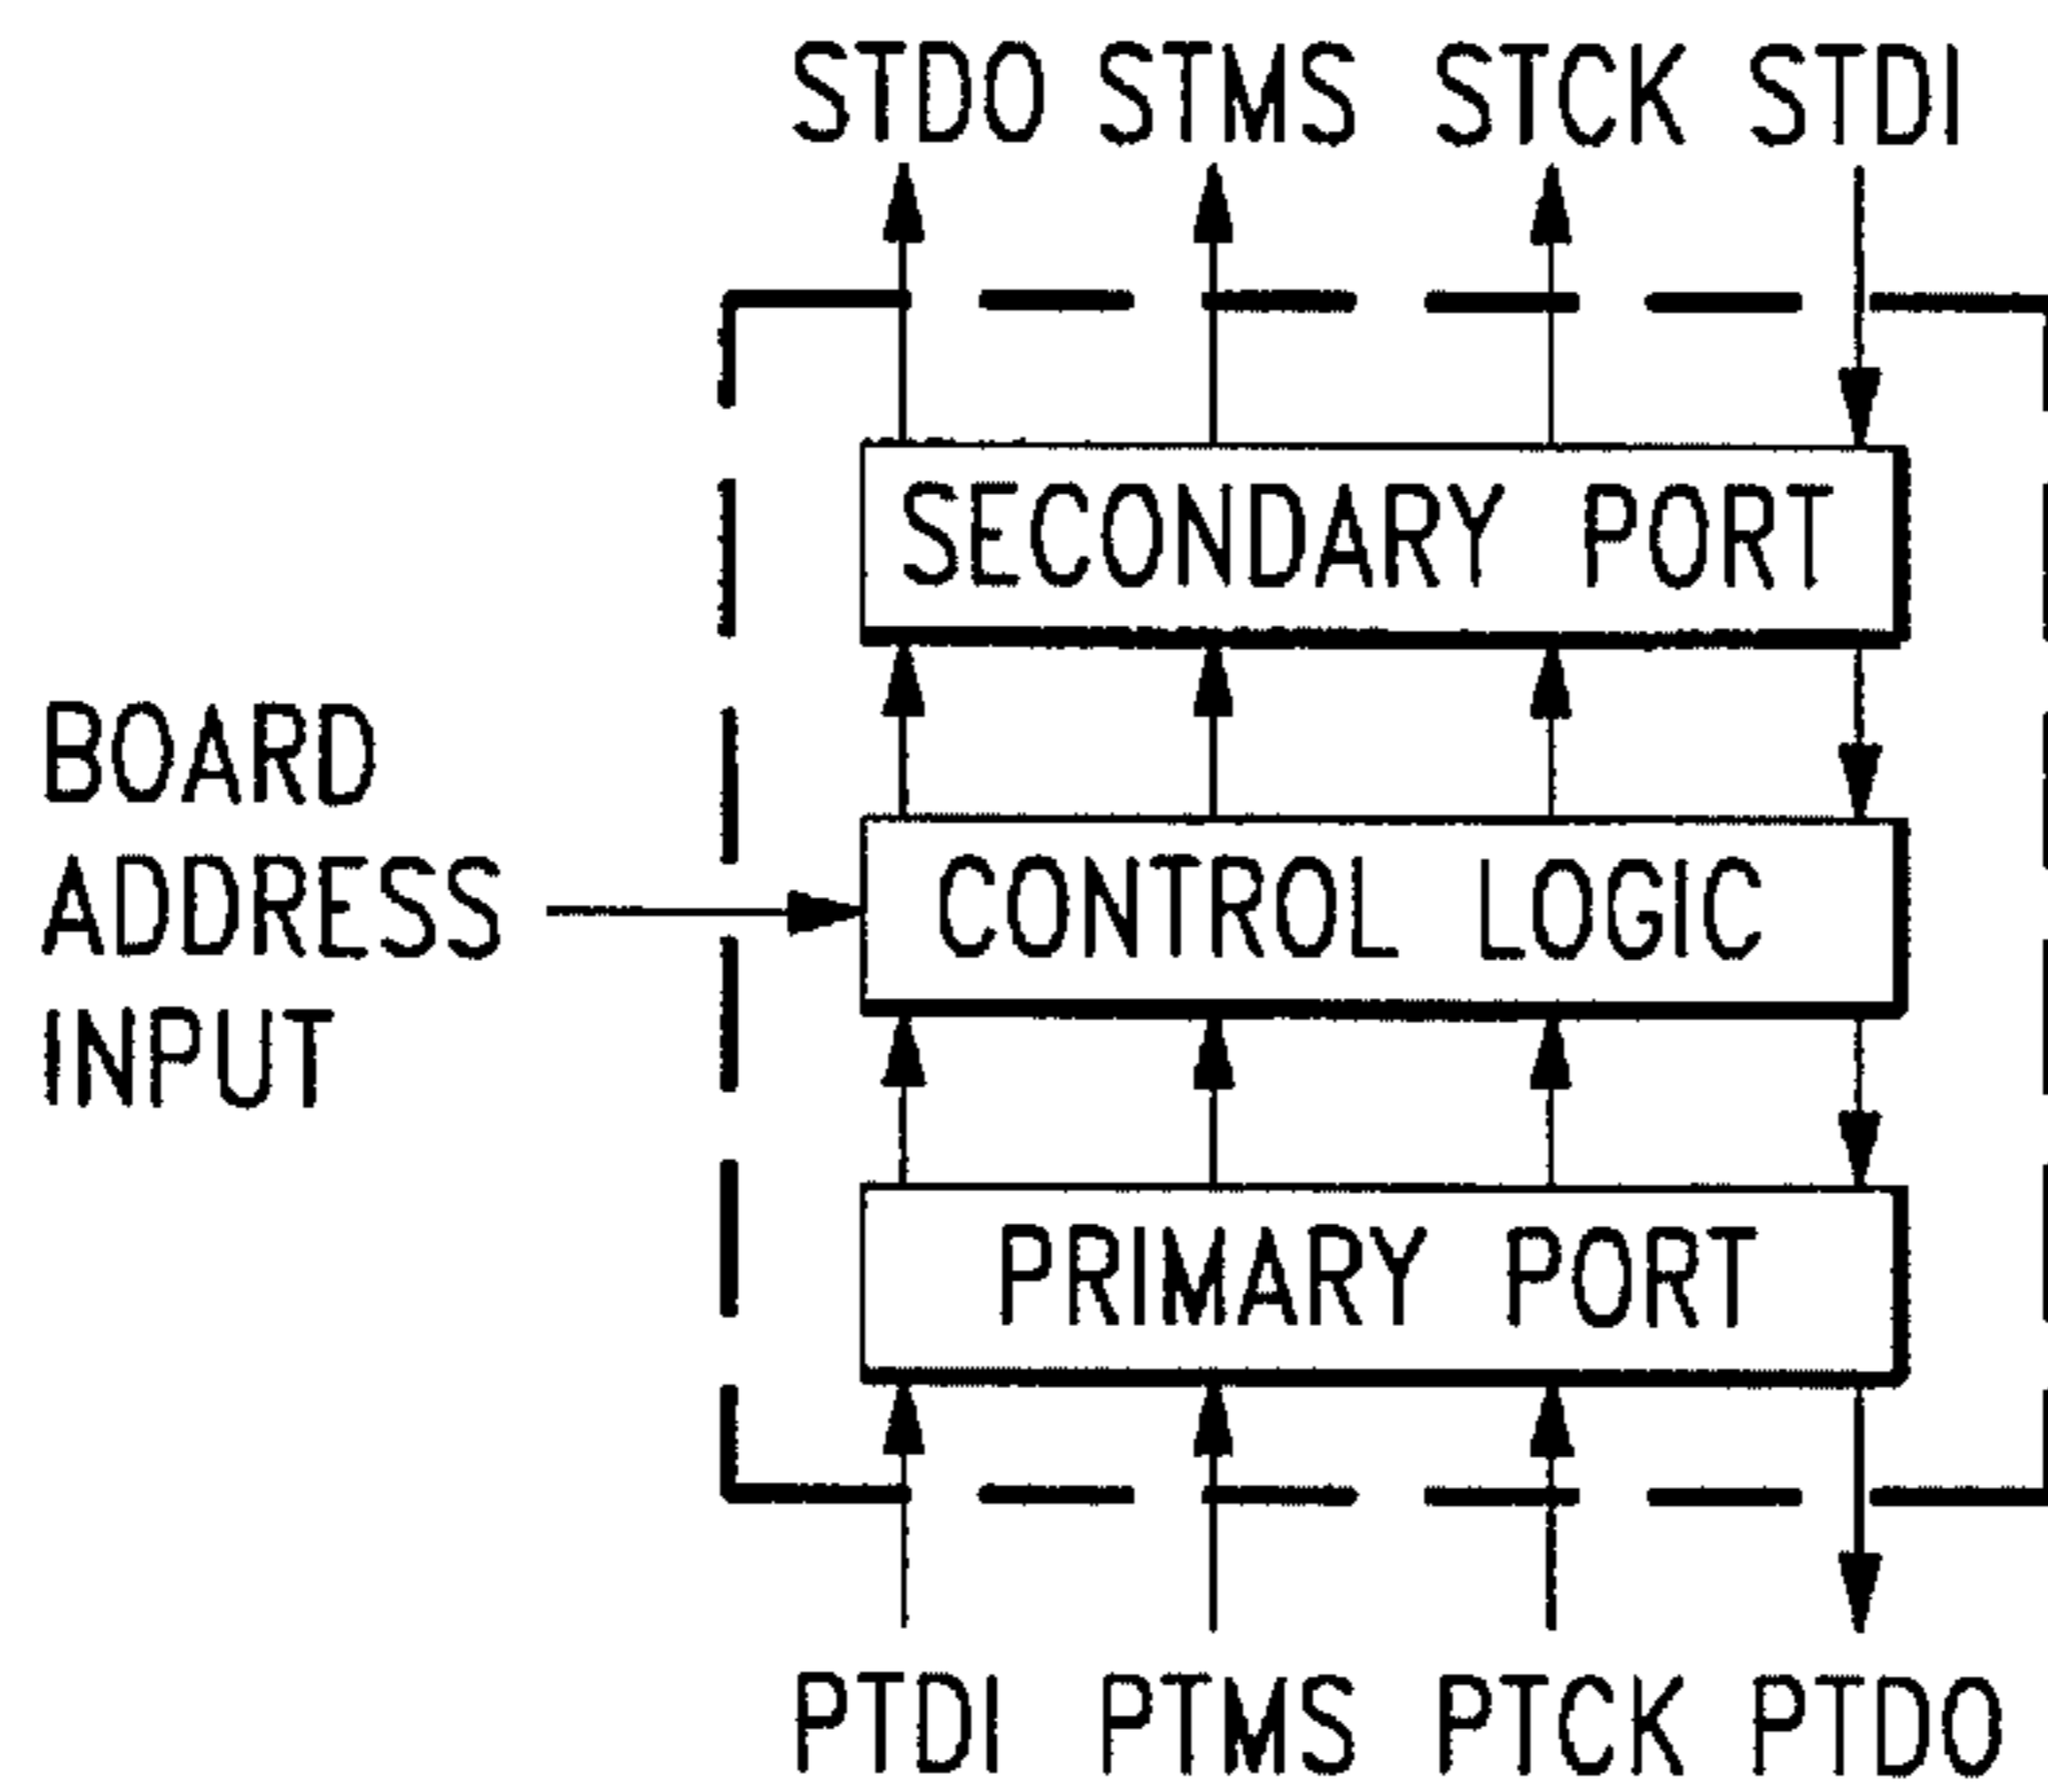 STDO STMS STCK STDI
SECONDARY PORT
BOARD
ADDRESS
INPUT
CONTROL LOGIC
PRIMARY PORT
PTDI PTMS PTCK PTDO